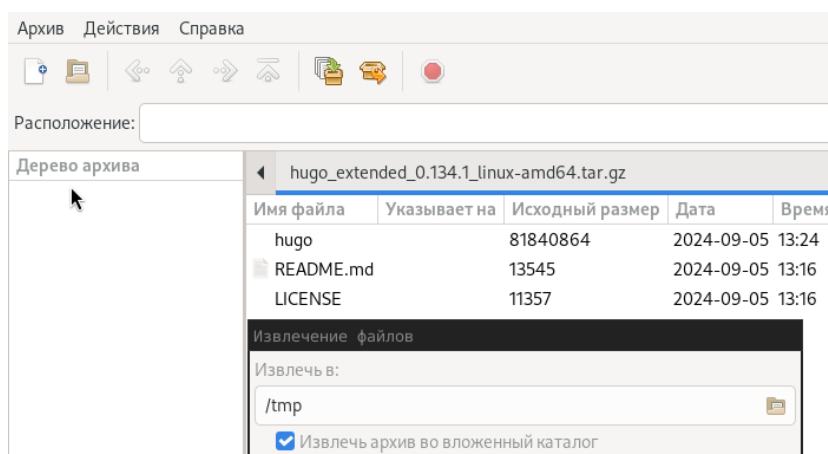 Архив Действия Справка
Расположение:
Дерево архива
hugo_extended_0.134.1_linux-amd64.tar.gz
Имя файла Указывает на Исходный размер Дата
hugo 81840864 2024-09-05 13:24
README.md 13545 2024-09-05 13:16
LICENSE 11357 2024-09-05 13:16
Извлечение файлов
Извлечь в:
/tmp
Извлечь архив во вложенный каталог